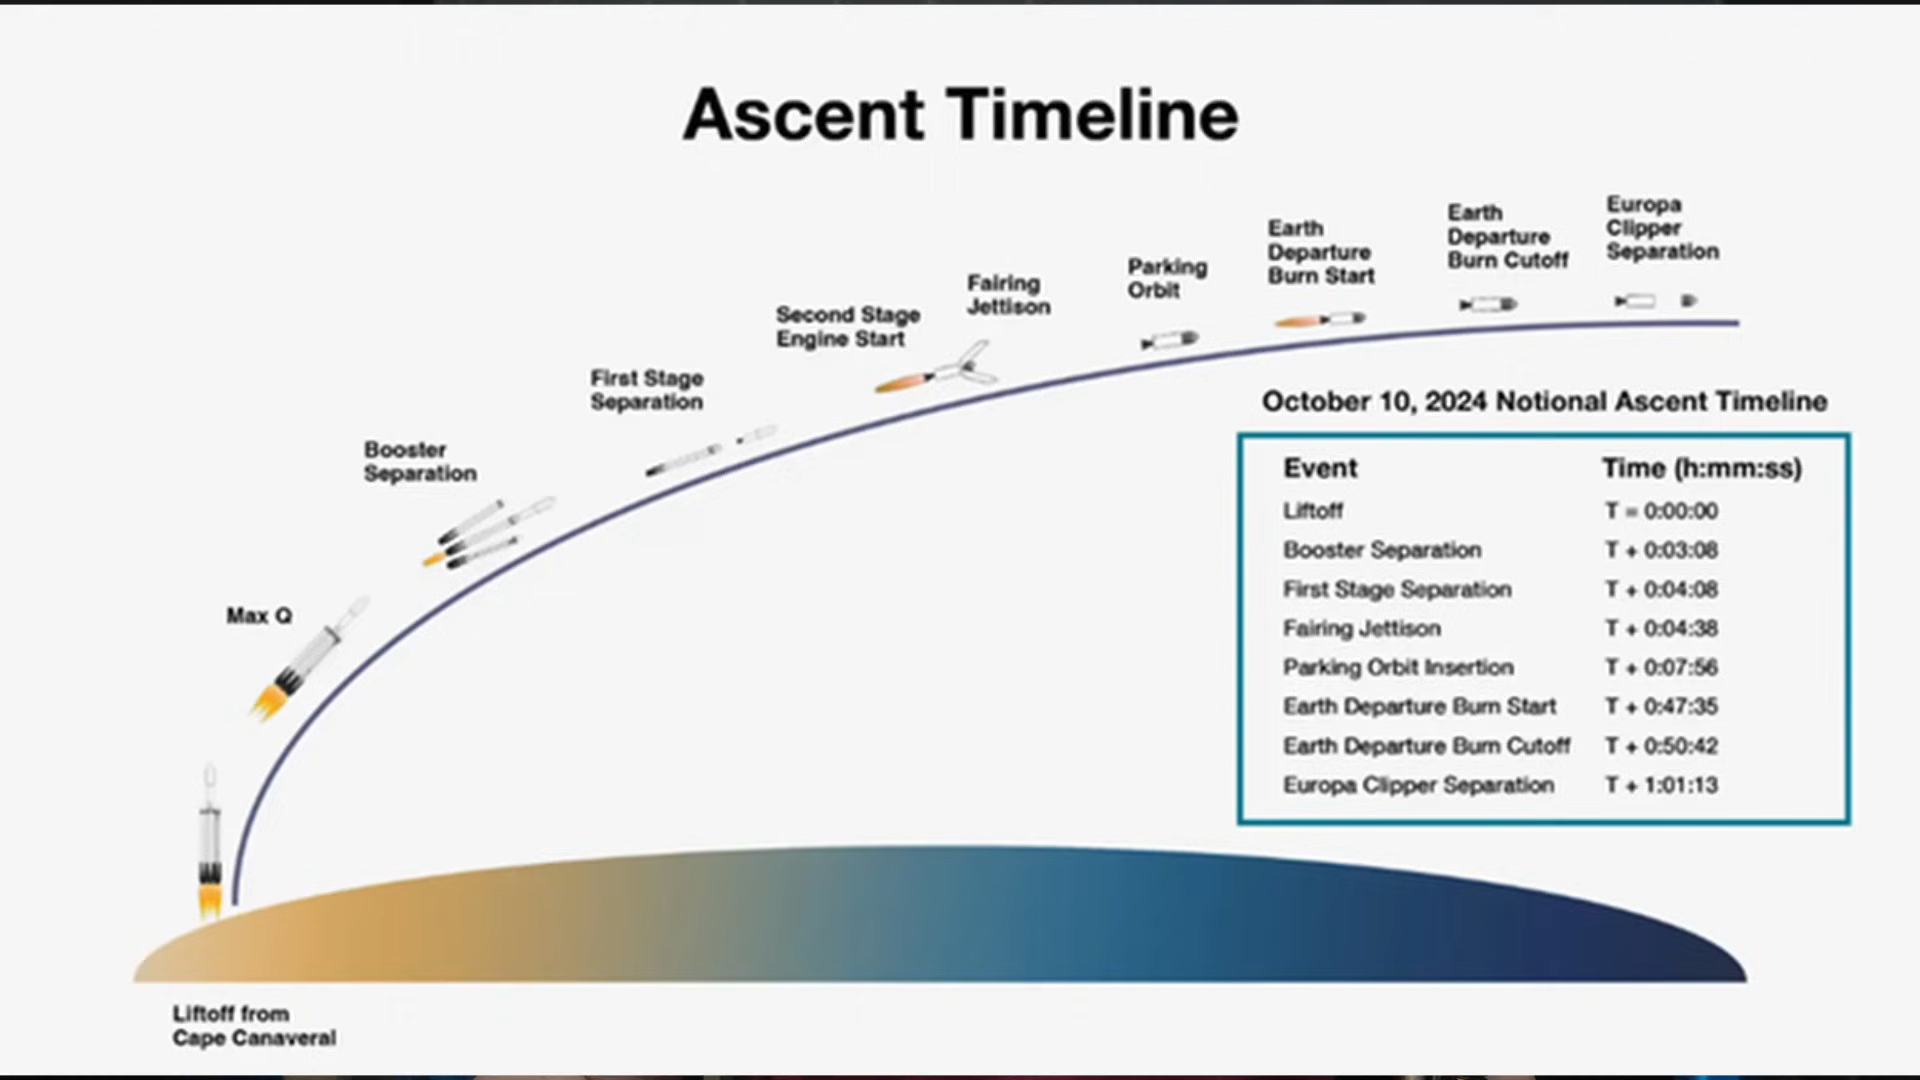 Ascent Timeline
Europa
Clipper
Separation
Earth
Departure
Burn Cutoff
Earth
Departure
Burn Start
Parking
Orbit
Fairing
Jettison
Second Stage
Engine Start
First Stage
Separation
Booster
Separation
Max Q
Liftoff from
Cape Canaveral
October 10, 2024 Notional Ascent Timeline
Event Time (h:mm:ss)
Liftoff T = 0:00:00
Booster Separation T + 0:03:08
First Stage Separation T + 0:04:08
Fairing Jettison T + 0:04:38
Parking Orbit Insertion T + 0:07:56
Earth Departure Burn Start T + 0:47:35
Earth Departure Burn Cutoff T + 0:50:42
Europa Clipper Separation T + 1:01:13